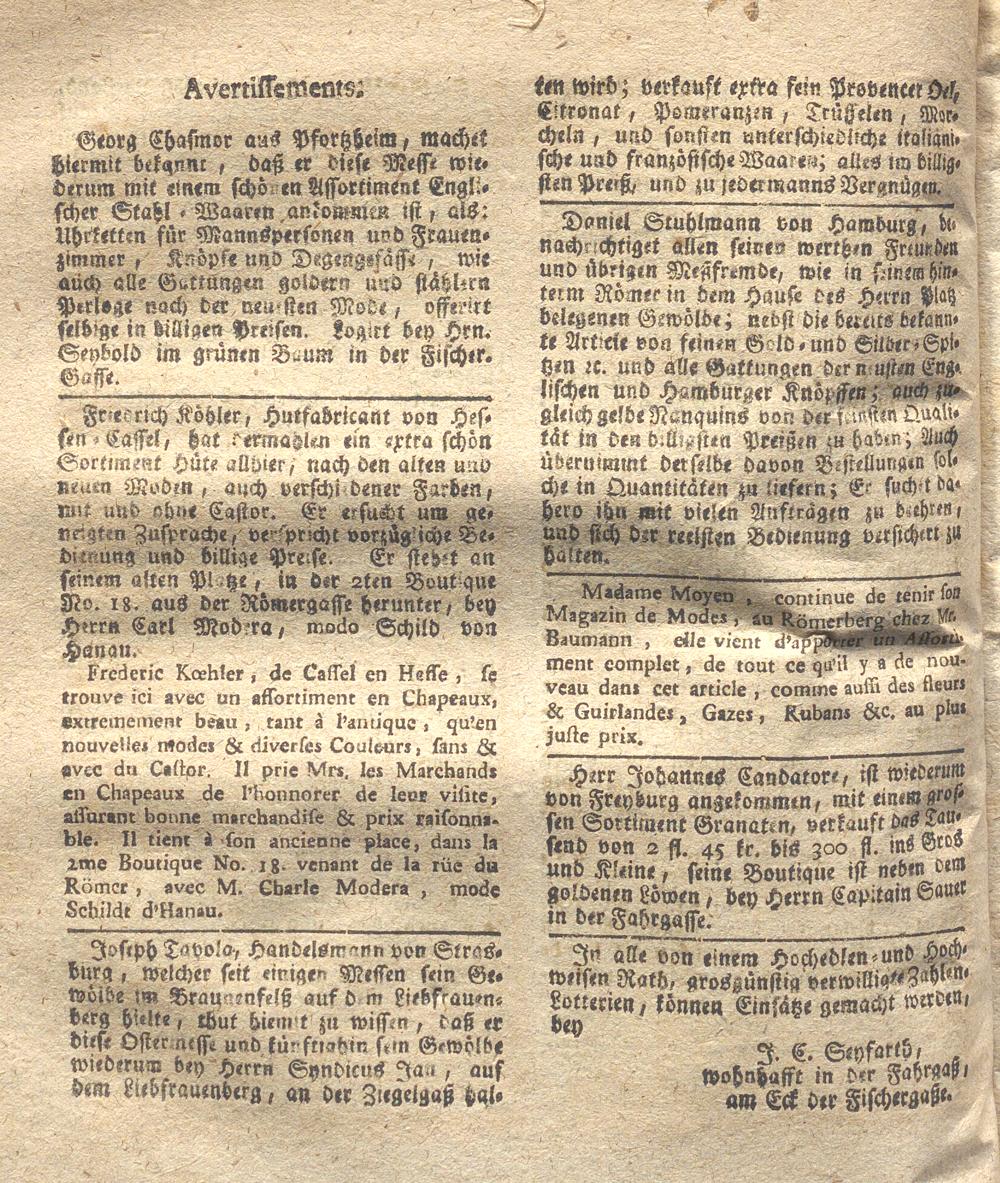 Avertiſſements:
Georg Chaſmor aus Pfortzheim, machet
hiermit bekannt, daß er dieſe Meſſe wie-
derum mit einem ſchönen Aſſortiment Engli-
ſcher Stahl-Waaren ankommen iſt, als:
Uhrketten für Mannsperſonen und Frauen-
zimmer, Knöpfe und Degengefäſſe, wie
auch alle Gattungen goldern und ſtählern
Perloge nach der neueſten Mode, offerirt
ſelbige in billigen Preiſen. Logirt bey Hrn.
Seybold im grünen Baum in der Fiſcher-
Gaſſe.
Friedrich Köhler, Hutfabricant von Heſ-
ſen-Caſſel, hat dermahlen ein extra ſchön
Sortiment Hüte allhier, nach den alten und
neuen Moden, auch verſchiedener Farben,
mit und ohne Caſtor. Er erſucht um ge-
neigten Zuſprache, verſpricht vorzügliche Be-
dienung und billige Preiſe. Er ſtehet an
ſeinem alten Platze, in der 2ten Boutique
No. 18. aus der Römergaſſe herunter, bey
Herrn Carl Modera, modo Schild von
Hanau.
Frederic Kœhler, de Caſſel en Heſſe, ſe
trouve ici avec un aſſortiment en Chapeaux,
extremement beau, tant à l'antique, qu'en
nouvelles modes & diverſes Couleurs, ſans &
avec du Caſtor. Il prie Mrs. les Marchands
en Chapeaux de l'honnorer de leur viſite,
aſſurant bonne marchandiſe & prix raiſonna-
ble. Il tient à ſon ancienne place, dans la
2me Boutique No. 18. venant de la rüe du
Römer, avec M. Charle Modera, mode
Schildt d'Hanau.
Joſeph Tavola, Handelsmann von Stras-
burg, welcher ſeit einigen Meſſen ſein Ge-
wölbe im Braunenfelß auf dem Liebfrauen-
berg hielte, thut hiemit zu wiſſen, daß er
dieſe Oſtermeſſe und künftighin ſein Gewölbe
wiederum bey Herrn Syndicus Jan, auf
dem Liebfrauenberg, an der Ziegelgaß hal-
ten wird; verkauft extra fein Provencer Oel,
Citronat, Pomeranzen, Trüffelen, Mor-
cheln, und ſonſten unterſchiedliche italiäni-
ſche und franzöſiſche Waaren; alles im billig-
ſten Preiß, und zu jedermanns Vergnügen.
Daniel Stuhlmann von Hamburg, be-
nachrichtiget allen ſeinen werthen Freunden
und übrigen Meßfremde, wie in ſeinem hin-
term Römer in dem Hauſe des Herrn Platz
belegenen Gewölbe; nebſt die bereits bekann-
te Articie von feinen Gold-und Silber-Spi-
tzen ꝛc. und alle Gattungen der neuſten Eng-
liſchen und Hamburger Knöpffen; auch zu-
gleich gelbe Nanquins von der feinſten Quali-
tät in den billigſten Preißen zu haben; Auch
übernimmt derſelbe davon Beſtellungen ſol-
che in Quantitäten zu liefern; Er ſuchet da-
hero ihn mit vielen Aufträgen zu beehren,
und ſich der reelſten Bedienung verſichert zu
halten.
Madame Moyen, continue de tenir ſon
Magazin de Modes, au Römerberg chez Mr.
Baumann, elle vient d'apporter un Aſſorti-
ment complet, de tout ce qu'il y a de nou-
veau dans cet article, comme auſſi des fleurs
& Guirlandes, Gazes, Rubans &c. au plus
juſte prix.
Herr Johannes Candatore, iſt wiederum
von Freyburg angekommen, mit einem groſ-
ſen Sortiment Granaten, verkauft das Tau-
ſend von 2 fl. 45 kr. bis 300 fl. ins Gros
und Kleine, ſeine Boutique iſt neben dem
goldenen Löwen, bey Herrn Capitain Sauer
in der Fahrgaſſe.
In alle von einem Hochedlen-und Hoch-
weiſen Rath, grosgünſtig verwilligte Zahlen-
Lotterien, können Einſätze gemacht werden,
bey
J. C. Seyfarth,
wohnhafft in der Fahrgaß,
am Eck der Fiſchergaße.